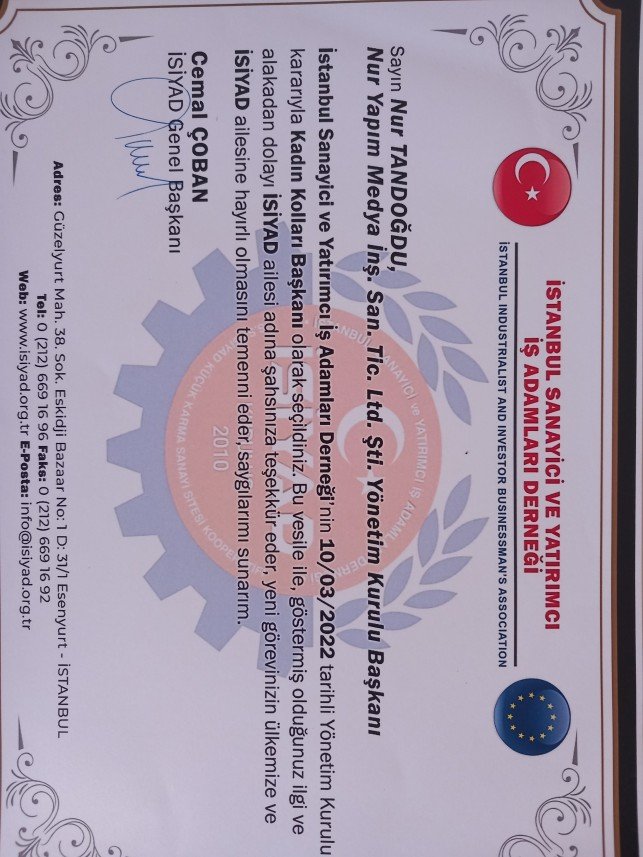 İSTANBUL SANAYİCİ VE YATIRIMCI
İŞ ADAMLARI DERNEĞİ
İSTANBUL INDUSTRIALIST AND INVESTOR BUSINESSMAN'S ASSOCIATION
Sayın Nur TANDOĞDU,
Nur Yapım Medya İnş. San. Tic. Ltd. Şti. Yönetim Kurulu Başkanı
İstanbul Sanayici ve Yatırımcı İş Adamları Derneği'nin 10/03/2022 tarihli Yönetim Kurulu
kararıyla Kadın Kolları Başkanı olarak seçildiniz. Bu vesile ile, göstermiş olduğunuz ilgi ve
alakadan dolayı İSİYAD ailesi adına şahsınıza teşekkür eder, yeni görevinizin ülkemize ve
İSİYAD ailesine hayırlı olmasını temenni eder, saygılarımı sunarım.
Cemal ÇOBAN
İSİYAD Genel Başkanı
İSİYAD
2010
Adres: Güzelyurt Mah. 38. Sok. Eskidji Bazaar No: 1 D: 31/1 Esenyurt - İSTANBUL
Tel: 0 (212) 669 16 96 Faks: 0 (212) 669 16 92
Web: www.isiyad.org.tr E-Posta: info@isiyad.org.tr